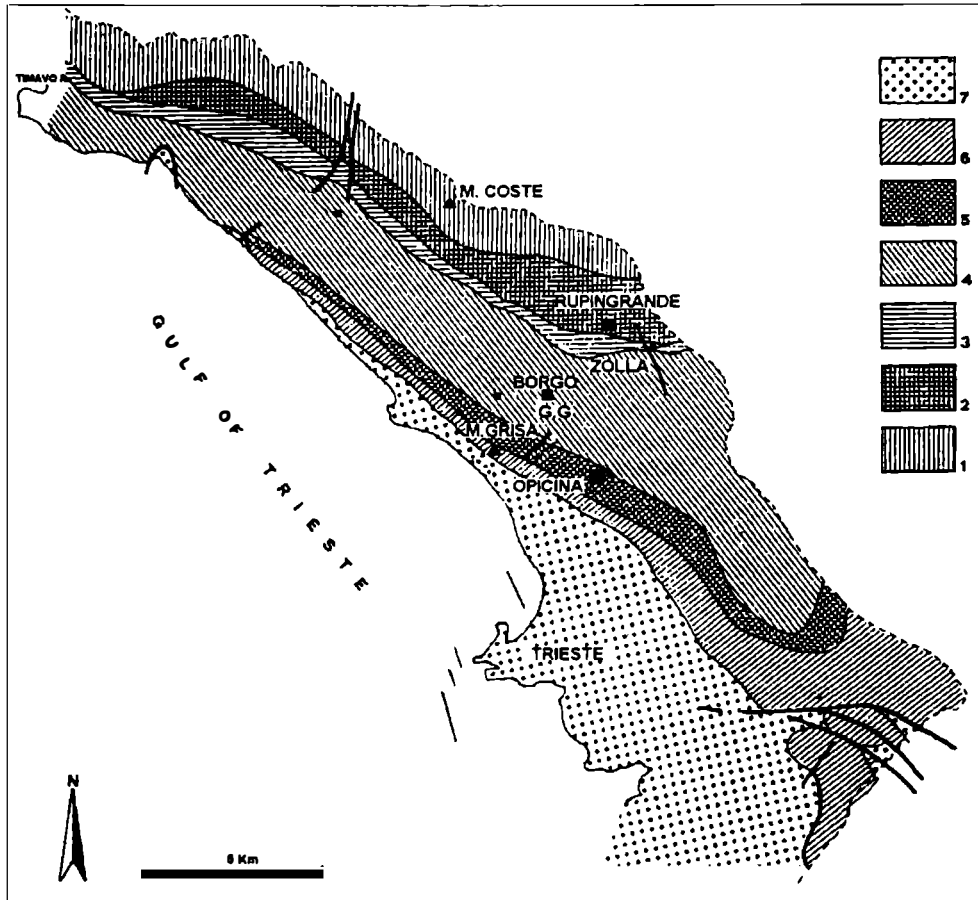 TIMAVO R.
7
6
5
4
3
2
1
M. COSTE
RUPINGRANDE
ZOLLA
BORGO
G.G.
M.GRISA
OPICINA
GULF OF TRIESTE
TRIESTE
N
5 Km